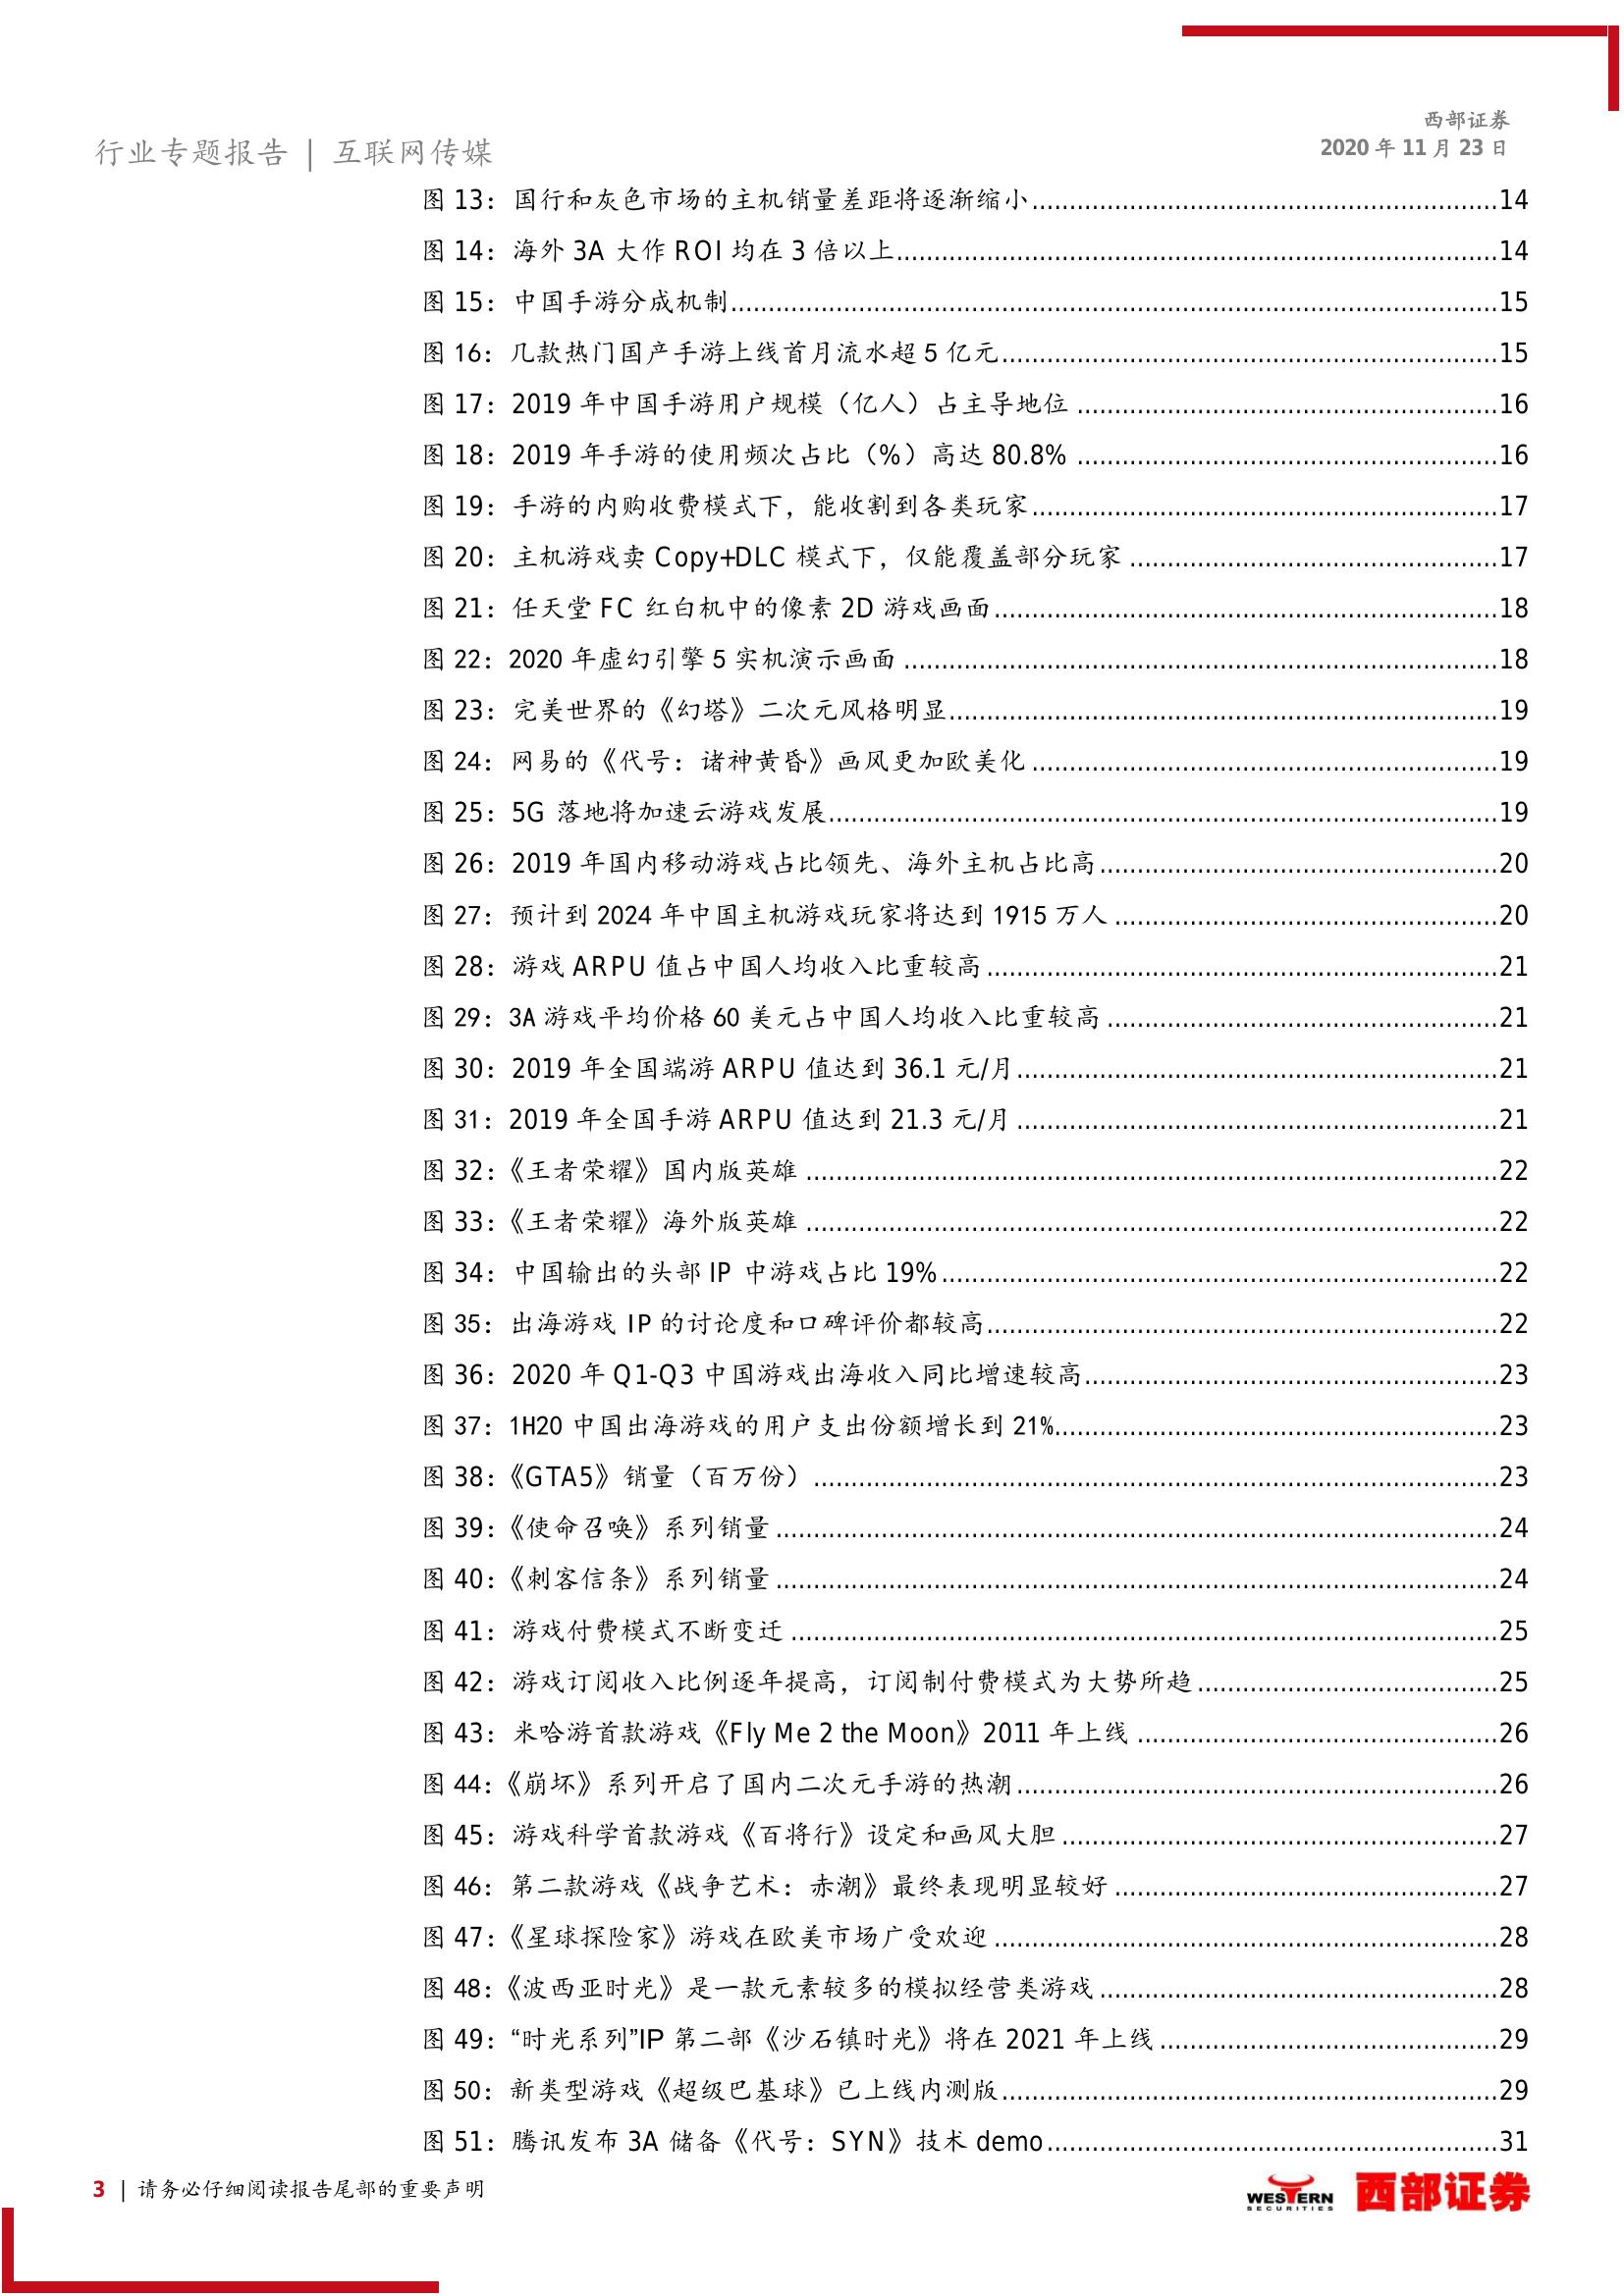 西部证券
行业专题报告 | 互联网传媒
2020 年 11 月 23 日
图 13：国行和灰色市场的主机销量差距将逐渐缩小....................14
图 14：海外 3A 大作 ROI 均在 3 倍以上....................14
图 15：中国手游分成机制....................15
图 16：几款热门国产手游上线首月流水超 5 亿元....................15
图 17：2019 年中国手游用户规模（亿人）占主导地位 ....................16
图 18：2019 年手游的使用频次占比（%）高达 80.8% ....................16
图 19：手游的内购收费模式下，能收割到各类玩家....................17
图 20：主机游戏卖 Copy+DLC 模式下，仅能覆盖部分玩家 ....................17
图 21：任天堂 FC 红白机中的像素 2D 游戏画面....................18
图 22：2020 年虚幻引擎 5 实机演示画面 ....................18
图 23：完美世界的《幻塔》二次元风格明显....................19
图 24：网易的《代号：诸神黄昏》画风更加欧美化 ....................19
图 25：5G 落地将加速云游戏发展....................19
图 26：2019 年国内移动游戏占比领先、海外主机占比高....................20
图 27：预计到 2024 年中国主机游戏玩家将达到 1915 万人 ....................20
图 28：游戏 ARPU 值占中国人均收入比重较高....................21
图 29：3A 游戏平均价格 60 美元占中国人均收入比重较高 ....................21
图 30：2019 年全国端游 ARPU 值达到 36.1 元/月....................21
图 31：2019 年全国手游 ARPU 值达到 21.3 元/月 ....................21
图 32：《王者荣耀》国内版英雄 ....................22
图 33：《王者荣耀》海外版英雄 ....................22
图 34：中国输出的头部 IP 中游戏占比 19%....................22
图 35：出海游戏 IP 的讨论度和口碑评价都较高....................22
图 36：2020 年 Q1-Q3 中国游戏出海收入同比增速较高....................23
图 37：1H20 中国出海游戏的用户支出份额增长到 21%....................23
图 38：《GTA5》销量（百万份）....................23
图 39：《使命召唤》系列销量 ....................24
图 40：《刺客信条》系列销量 ....................24
图 41：游戏付费模式不断变迁 ....................25
图 42：游戏订阅收入比例逐年提高，订阅制付费模式为大势所趋....................25
图 43：米哈游首款游戏《Fly Me 2 the Moon》2011 年上线 ....................26
图 44：《崩坏》系列开启了国内二次元手游的热潮....................26
图 45：游戏科学首款游戏《百将行》设定和画风大胆 ....................27
图 46：第二款游戏《战争艺术：赤潮》最终表现明显较好 ....................27
图 47：《星球探险家》游戏在欧美市场广受欢迎 ....................28
图 48：《波西亚时光》是一款元素较多的模拟经营类游戏 ....................28
图 49：“时光系列”IP 第二部《沙石镇时光》将在 2021 年上线 ....................29
图 50：新类型游戏《超级巴基球》已上线内测版....................29
图 51：腾讯发布 3A 储备《代号：SYN》技术 demo....................31
3 | 请务必仔细阅读报告尾部的重要声明
WESTERN
SECURITIES
西部证券